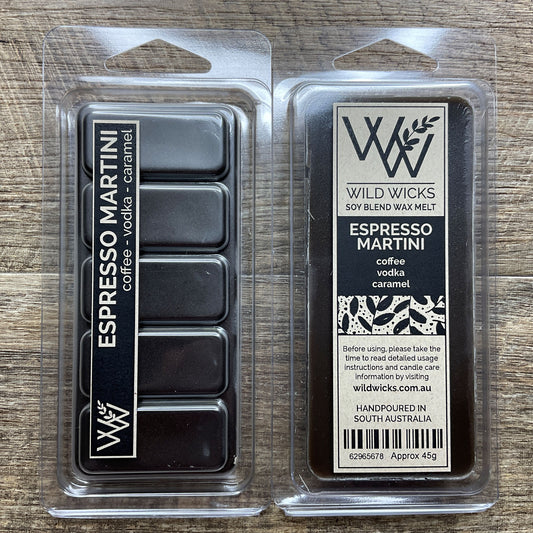 ESPRESSO MARTINI
coffee - vodka - caramel
WW
WW
WILD WICKS
SOY BLEND WAX MELT
ESPRESSO
MARTINI
coffee
vodka
caramel
Before using, please take the
time to read detailed usage
instructions and candle care
information by visiting
wildwicks.com.au
HANDPOURED IN
SOUTH AUSTRALIA
62965678 Approx 45g